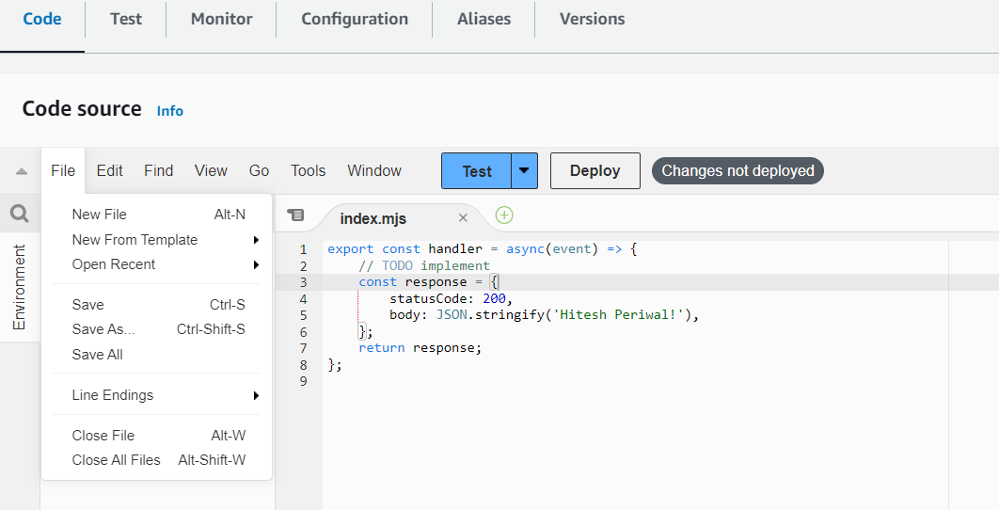 Code Test Monitor Configuration Aliases Versions
Code source Info
File Edit Find View Go Tools Window Test Deploy Changes not deployed
New File Alt-N
New From Template
Open Recent
Save Ctrl-S
Save As... Ctrl-Shift-S
Save All
Line Endings
Close File Alt-W
Close All Files Alt-Shift-W
Environment
index.mjs
1 export const handler = async(event) => {
2     // TODO implement
3     const response = {
4         statusCode: 200,
5         body: JSON.stringify('Hitesh Periwal!'),
6     };
7     return response;
8 };
9